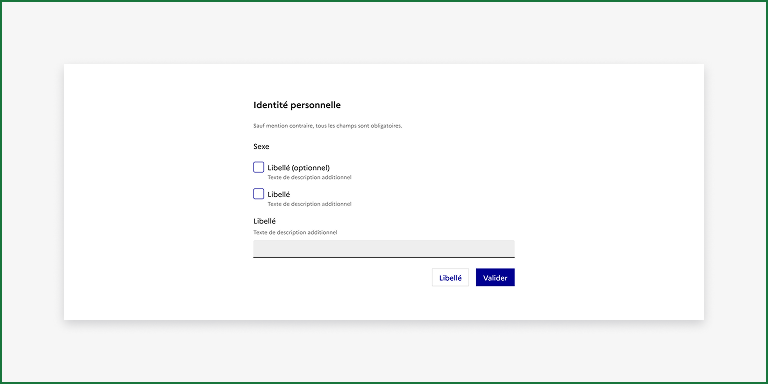 Identité personnelle
Sauf mention contraire, tous les champs sont obligatoires.
Sexe
Libellé (optionnel)
Texte de description additionnel
Libellé
Texte de description additionnel
Libellé
Texte de description additionnel
Libellé Valider